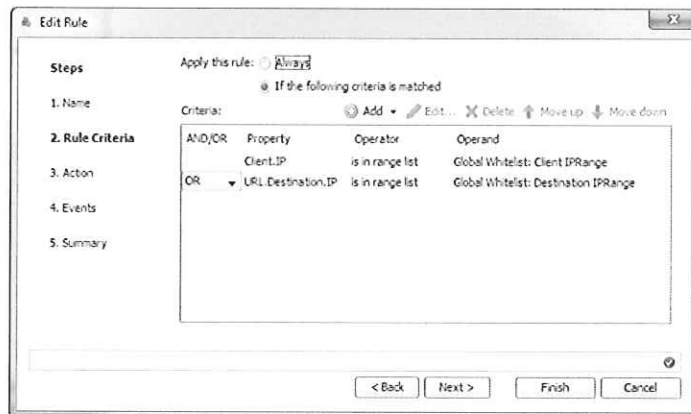 Edit Rule
X
Steps
Apply this rule: Always
If the following criteria is matched
1. Name
Criteria: Add Edit... Delete Move up Move down
2. Rule Criteria
AND/OR Property Operator Operand
Client.IP is in range list Global Whitelist: Client IPRange
3. Action
OR URL.Destination.IP is in range list Global Whitelist: Destination IPRange
4. Events
5. Summary
< Back Next > Finish Cancel